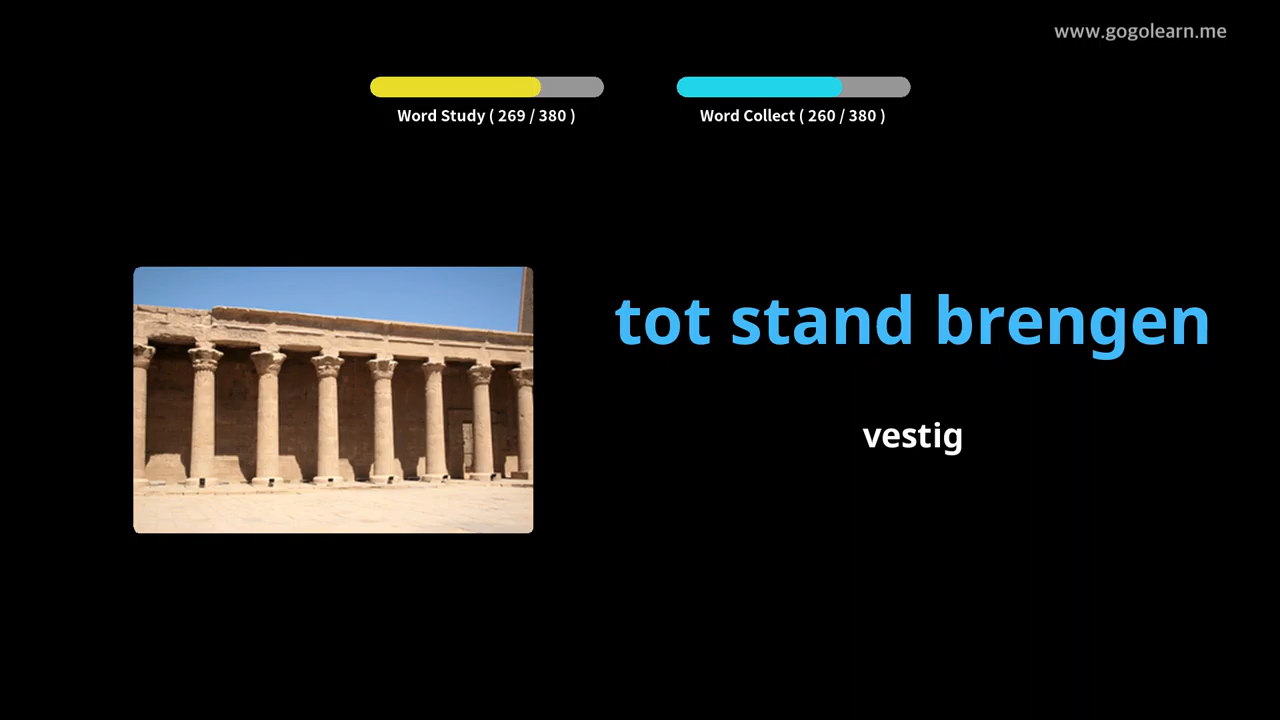 www.gogolearn.me
Word Study ( 269 / 380 )
Word Collect ( 260 / 380 )
tot stand brengen
vestig